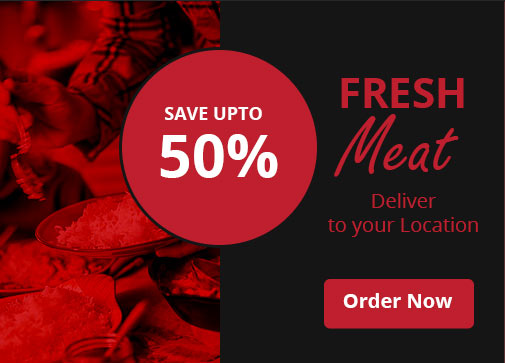 SAVE UPTO
50%
FRESH
Meat
Deliver
to your Location
Order Now